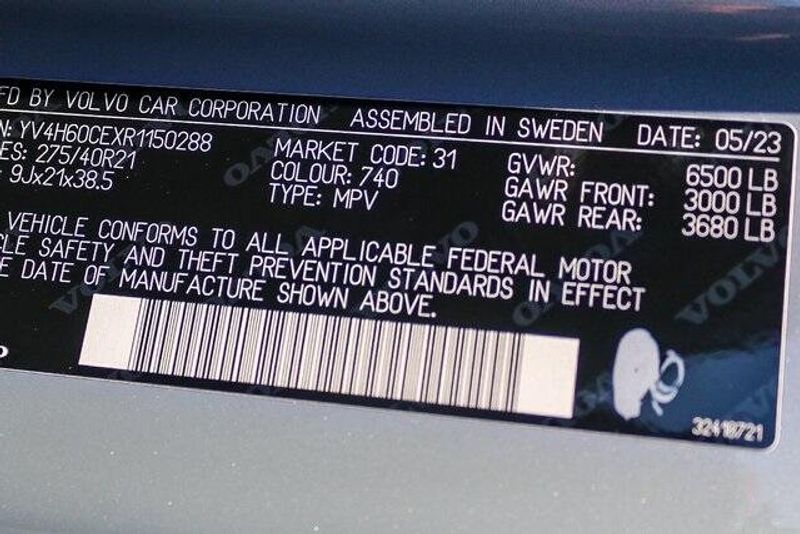 FD BY VOLVO CAR CORPORATION ASSEMBLED IN SWEDEN DATE: 05/23
N: YV4H60CEXR1150288 MARKET CODE: 31 GVWR: 6500 LB
ES: 275/40R21 COLOUR: 740 GAWR FRONT: 3000 LB
9Jx21x38.5 TYPE: MPV GAWR REAR: 3680 LB
VEHICLE CONFORMS TO ALL APPLICABLE FEDERAL MOTOR
CLE SAFETY AND THEFT PREVENTION STANDARDS IN EFFECT
E DATE OF MANUFACTURE SHOWN ABOVE.
P
32418721
VOLVO